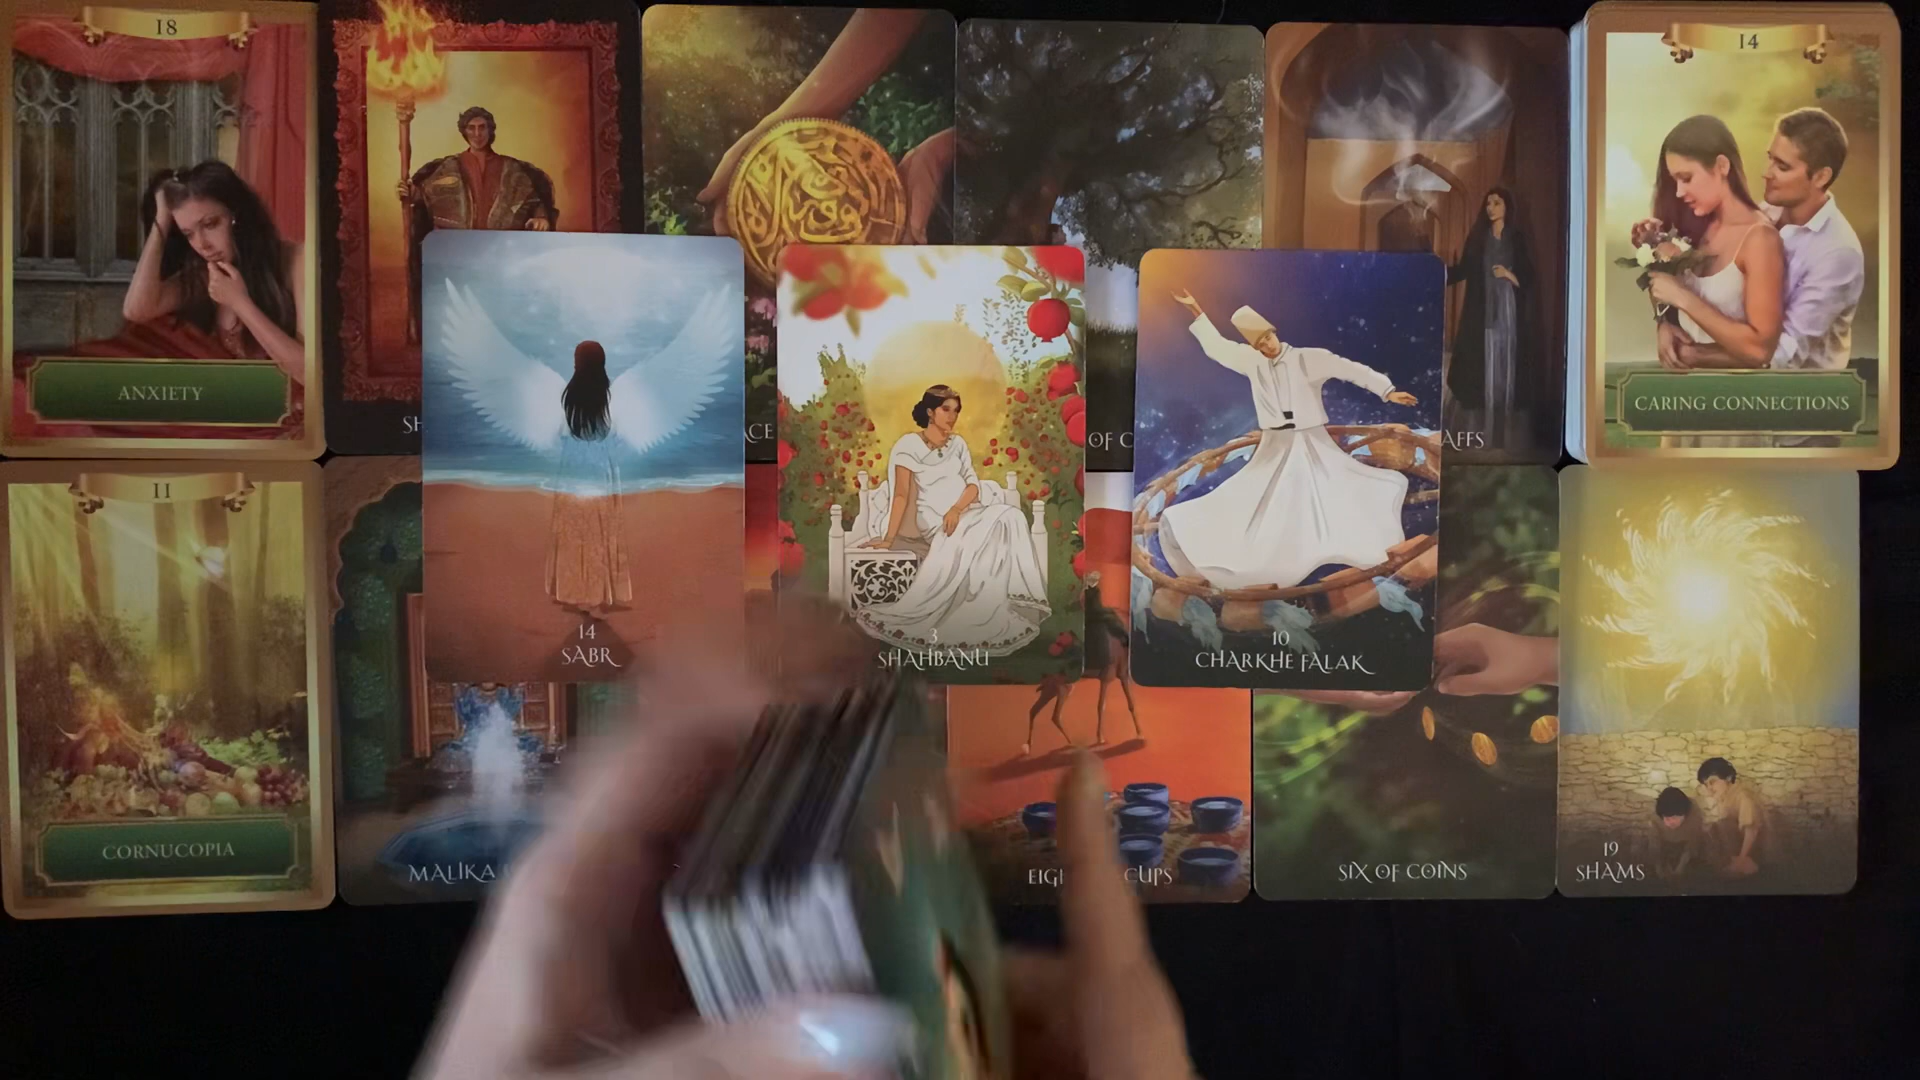 18
ANXIETY
14
CARING CONNECTIONS
OF C
14
SABR
3
SHAHBANU
10
CHARKHE FALAK
11
CORNUCOPIA
MALIKA
CUPS
SIX OF COINS
19
SHAMS